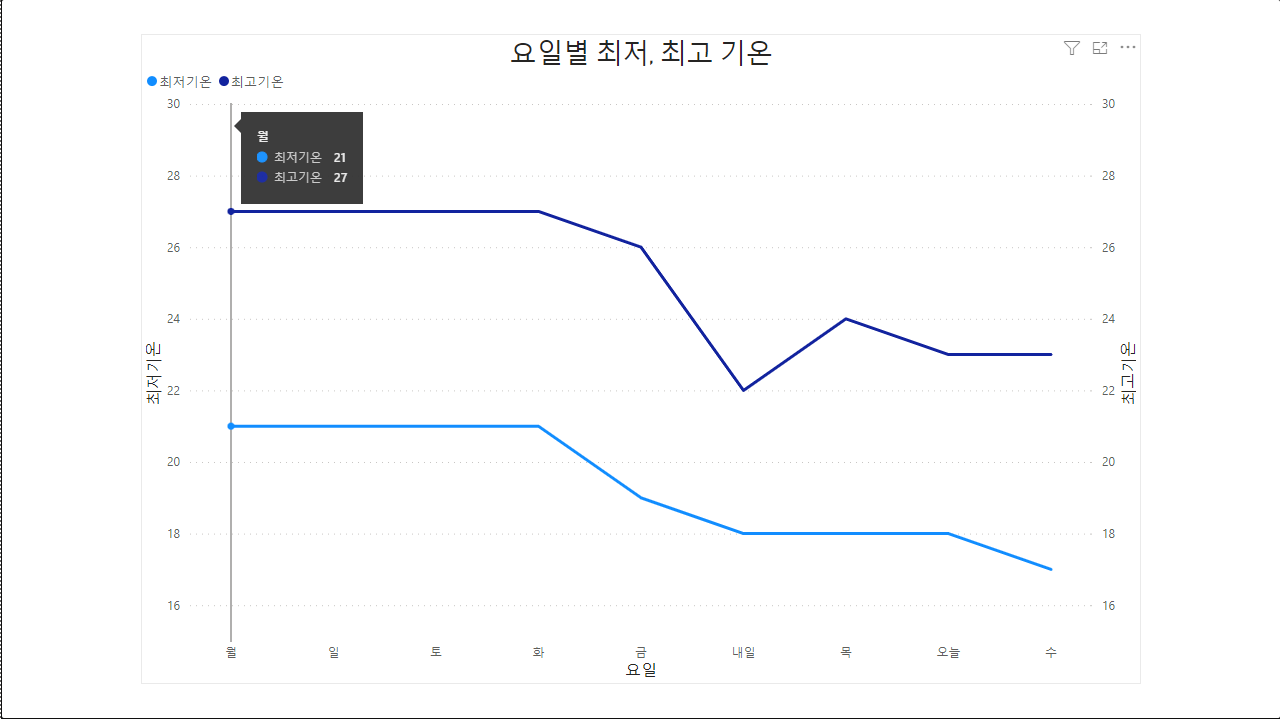 요일별 최저, 최고 기온
최저기온 최고기온
월
최저기온 21
최고기온 27
최저기온
30
28
26
24
22
20
18
16
30
28
26
24
22
20
18
16
최고기온
월 일 토 화 금 내일 목 오늘 수
요일